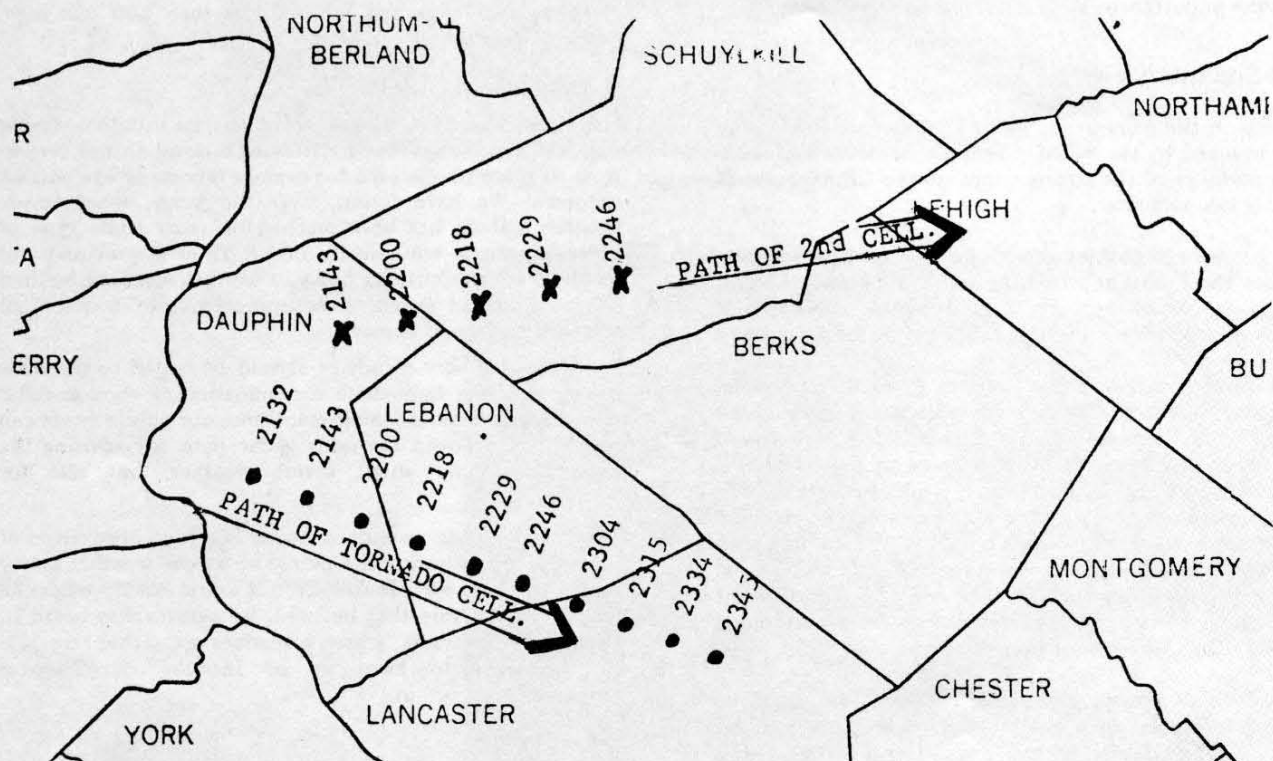 NORTHUM-
BERLAND
SCHUYLKILL
NORTHAM
R
LEHIGH
PATH OF 2nd CELL.
2143
2200
2218
2229
2246
A
DAUPHIN
ERRY
BERKS
BU
LEBANON
2132
2143
2200
2218
2229
2246
2304
2315
2334
2343
PATH OF TORNADO CELL.
MONTGOMERY
CHESTER
LANCASTER
YORK